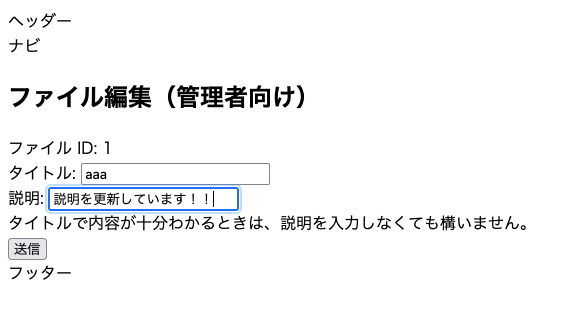 ヘッダー
ナビ
ファイル編集（管理者向け）
ファイル ID: 1
タイトル: aaa
説明: 説明を更新しています！！
タイトルで内容が十分わかるときは、説明を入力しなくても構いません。
送信
フッター